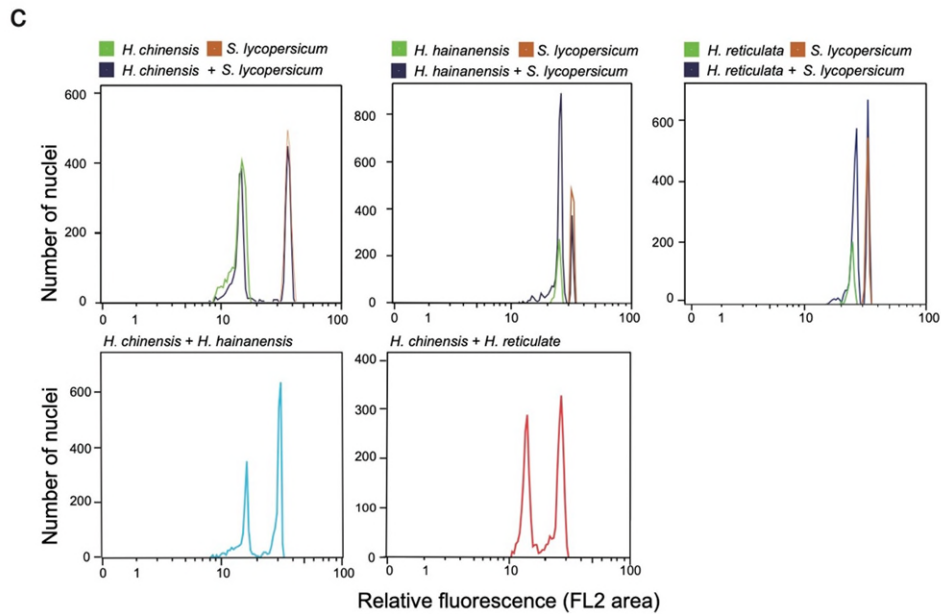 C
H. chinensis S. lycopersicum
H. chinensis + S. lycopersicum
H. hainanensis S. lycopersicum
H. hainanensis + S. lycopersicum
H. reticulata S. lycopersicum
H. reticulata + S. lycopersicum
Number of nuclei
600
400
200
0
0 1 10 100
800
600
400
200
0
0 1 10 100
600
400
200
0
0 1 10 100
H. chinensis + H. hainanensis
H. chinensis + H. reticulate
Number of nuclei
600
400
200
0
0 1 10 100
400
300
200
100
0
0 1 10 100
Relative fluorescence (FL2 area)